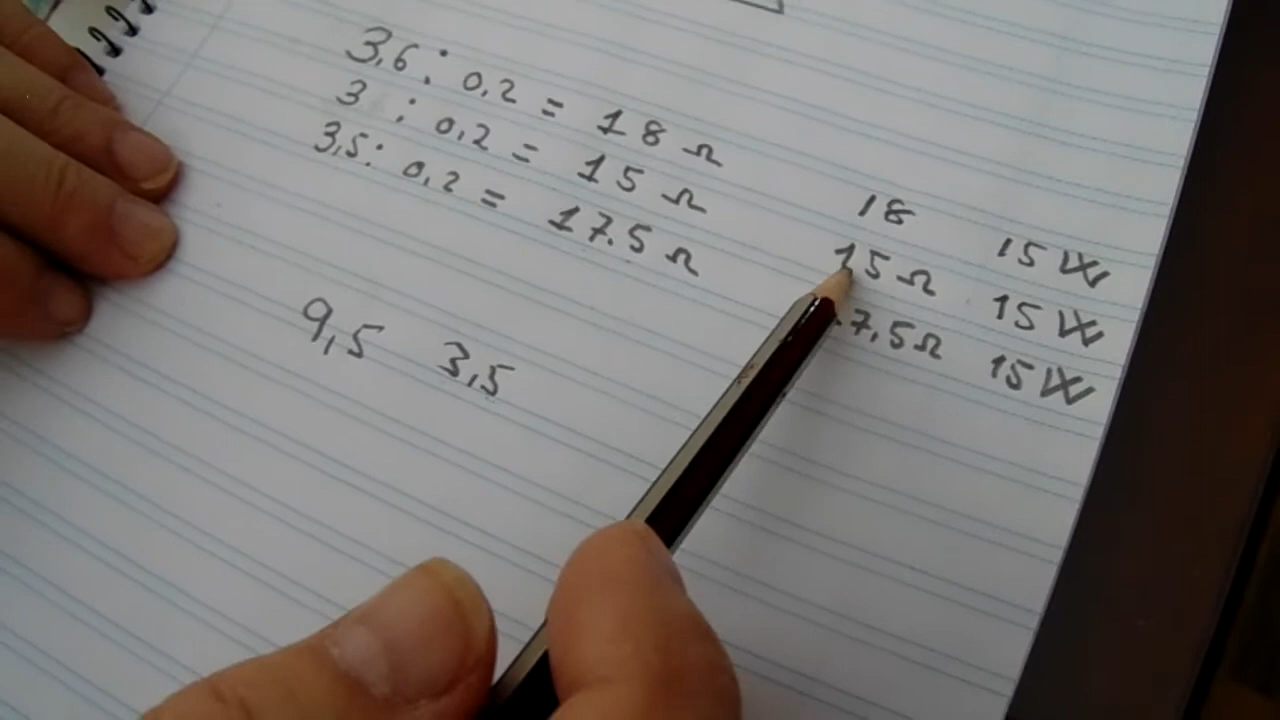 3,6 : 0,2 = 18 Ω
3 : 0,2 = 15 Ω
3,5 : 0,2 = 17.5 Ω
18 15 W
15 Ω 15 W
7,5 Ω 15 W
9,5 3,5